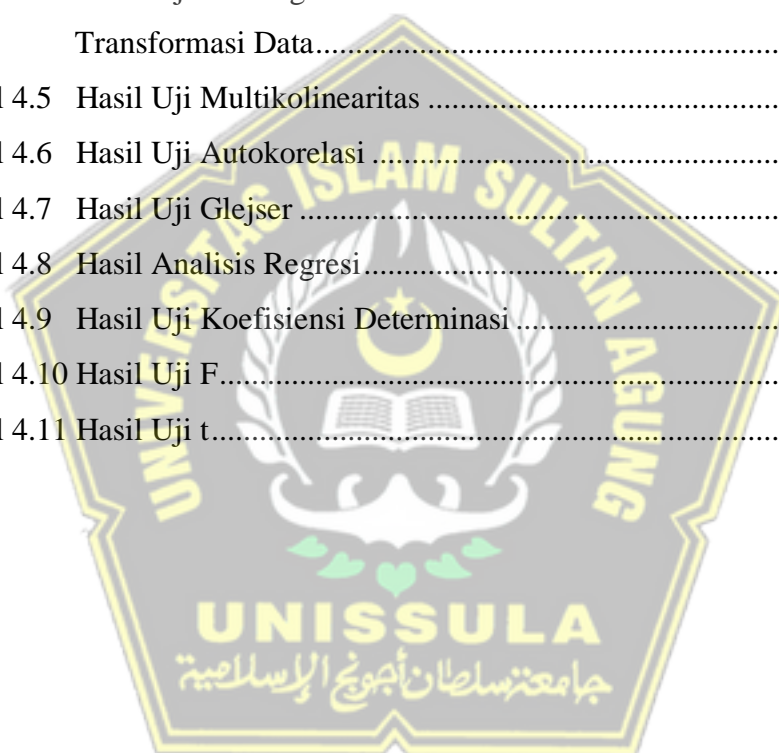 Transformasi Data..........................................................
l 4.5 Hasil Uji Multikolinearitas ............................................
l 4.6 Hasil Uji Autokorelasi ....................................................
l 4.7 Hasil Uji Glejser .............................................................
l 4.8 Hasil Analisis Regresi.....................................................
l 4.9 Hasil Uji Koefisiensi Determinasi..................................
l 4.10 Hasil Uji F.......................................................................
l 4.11 Hasil Uji t........................................................................
UNIVERSITAS ISLAM SULTAN AGUNG
UNISSULA
جامعتنسلطان أجونج الإسلامية